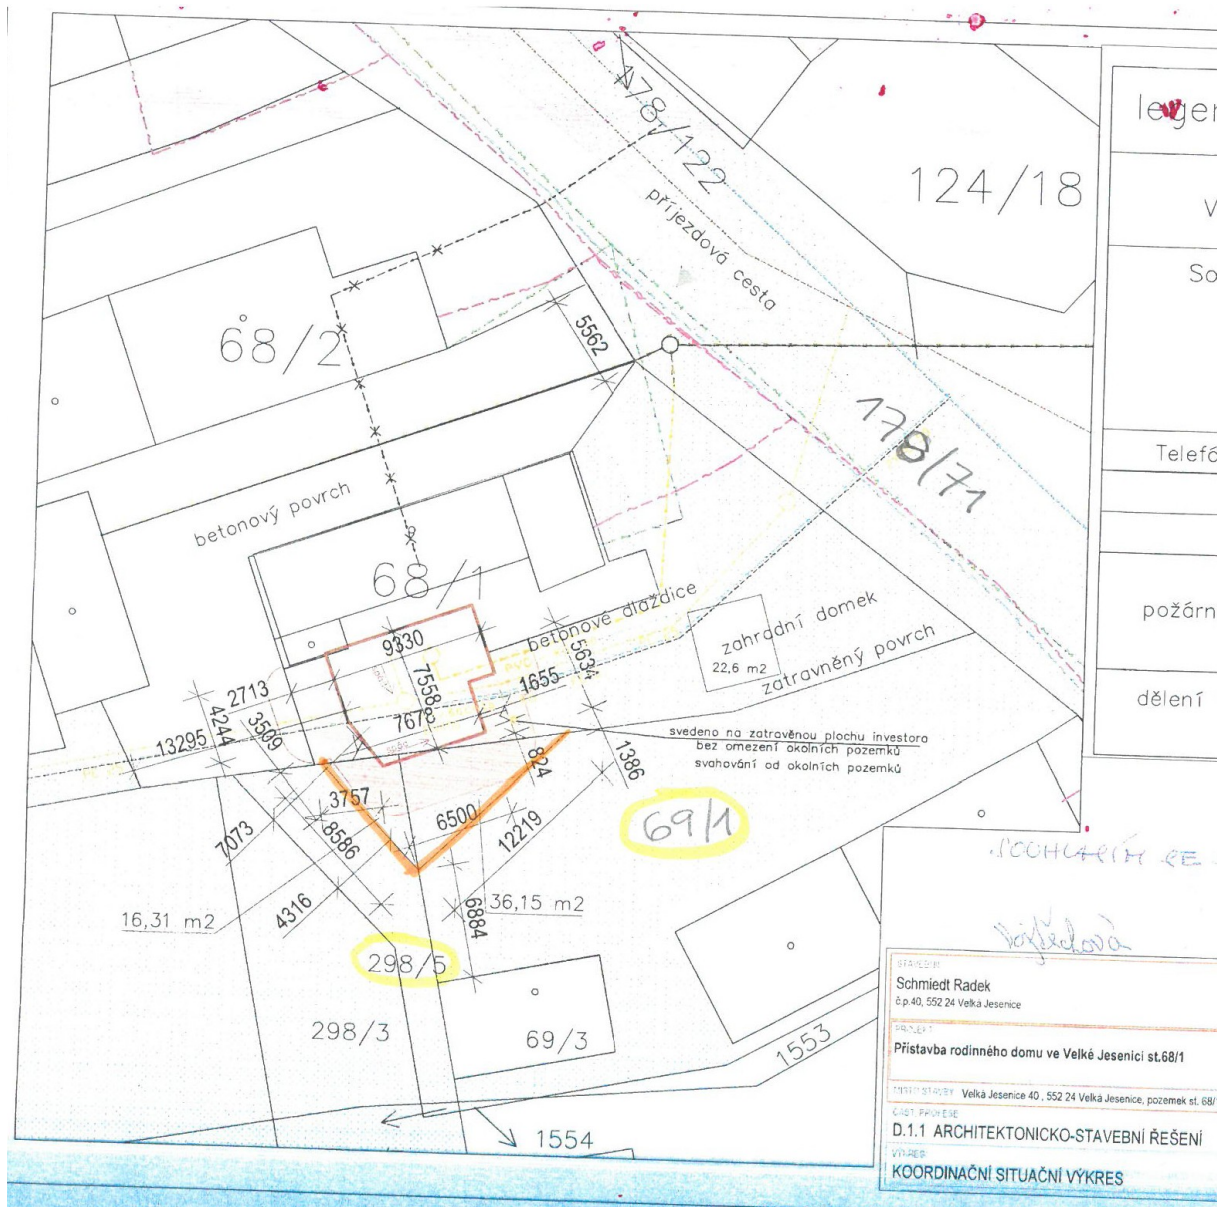 178/122
124/18
příjezdová cesta
68/2
5562
178/71
Telefó
betonový povrch
68/1
požárn
betonové dlaždice
zahradní domek
22,6 m2
zatravněný povrch
dělení
9330
7558
7678
1655
5634
2713
4244
3509
13295
824
1386
svedeno na zatravěnou plochu investora
bez omezení okolních pozemků
svahování od okolních pozemků
3757
6500
12219
69/1
7073
8586
4316
16,31 m2
36,15 m2
6884
298/5
298/3
69/3
1553
1554
Schmiedt Radek
č.p.40, 552 24 Velká Jesenice
Přístavba rodinného domu ve Velké Jesenici st.68/1
Velká Jesenice 40 , 552 24 Velká Jesenice, pozemek st. 68/
D.1.1 ARCHITEKTONICKO-STAVEBNÍ ŘEŠENÍ
VÝKRES
KOORDINAČNÍ SITUAČNÍ VÝKRES